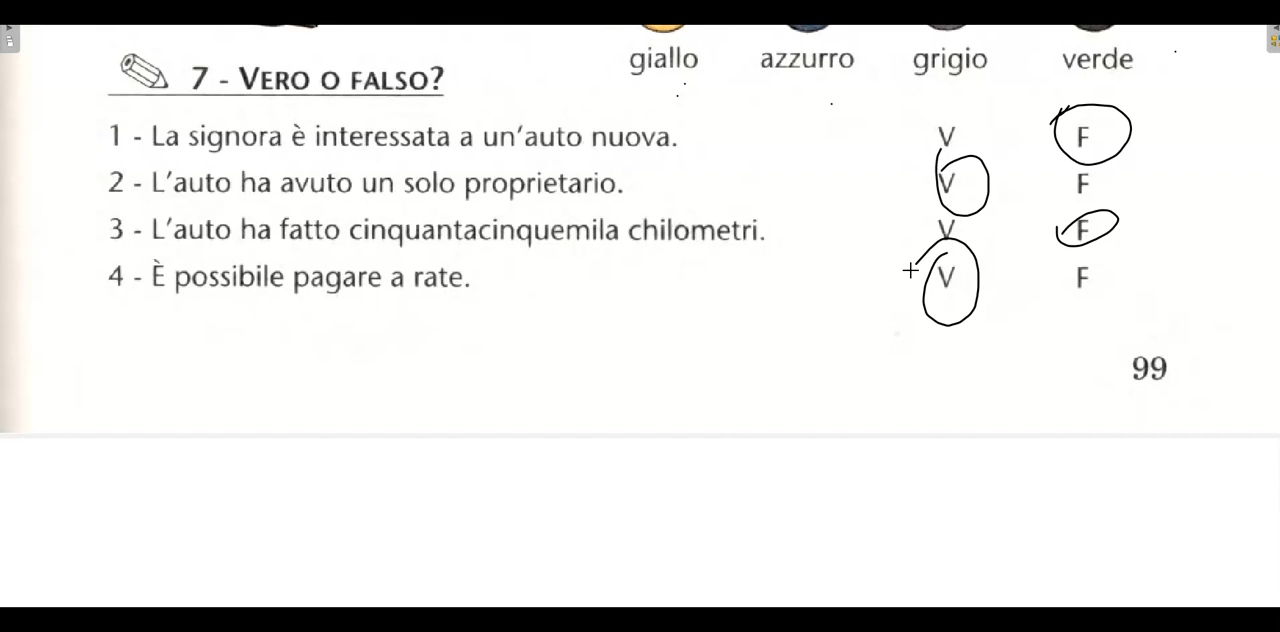 giallo azzurro grigio verde
7 - VERO O FALSO?
1 - La signora è interessata a un'auto nuova. V F
2 - L'auto ha avuto un solo proprietario. V F
3 - L'auto ha fatto cinquantacinquemila chilometri. V F
4 - È possibile pagare a rate. V F
99